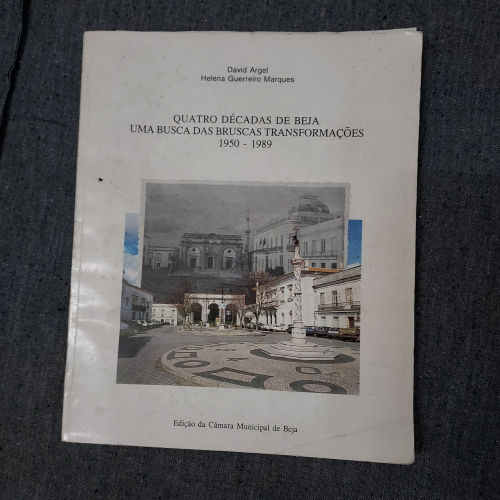 David Argel
Helena Guerreiro Marques
QUATRO DÉCADAS DE BEJA
UMA BUSCA DAS BRUSCAS TRANSFORMAÇÕES
1950 - 1989
Edição da Câmara Municipal de Beja